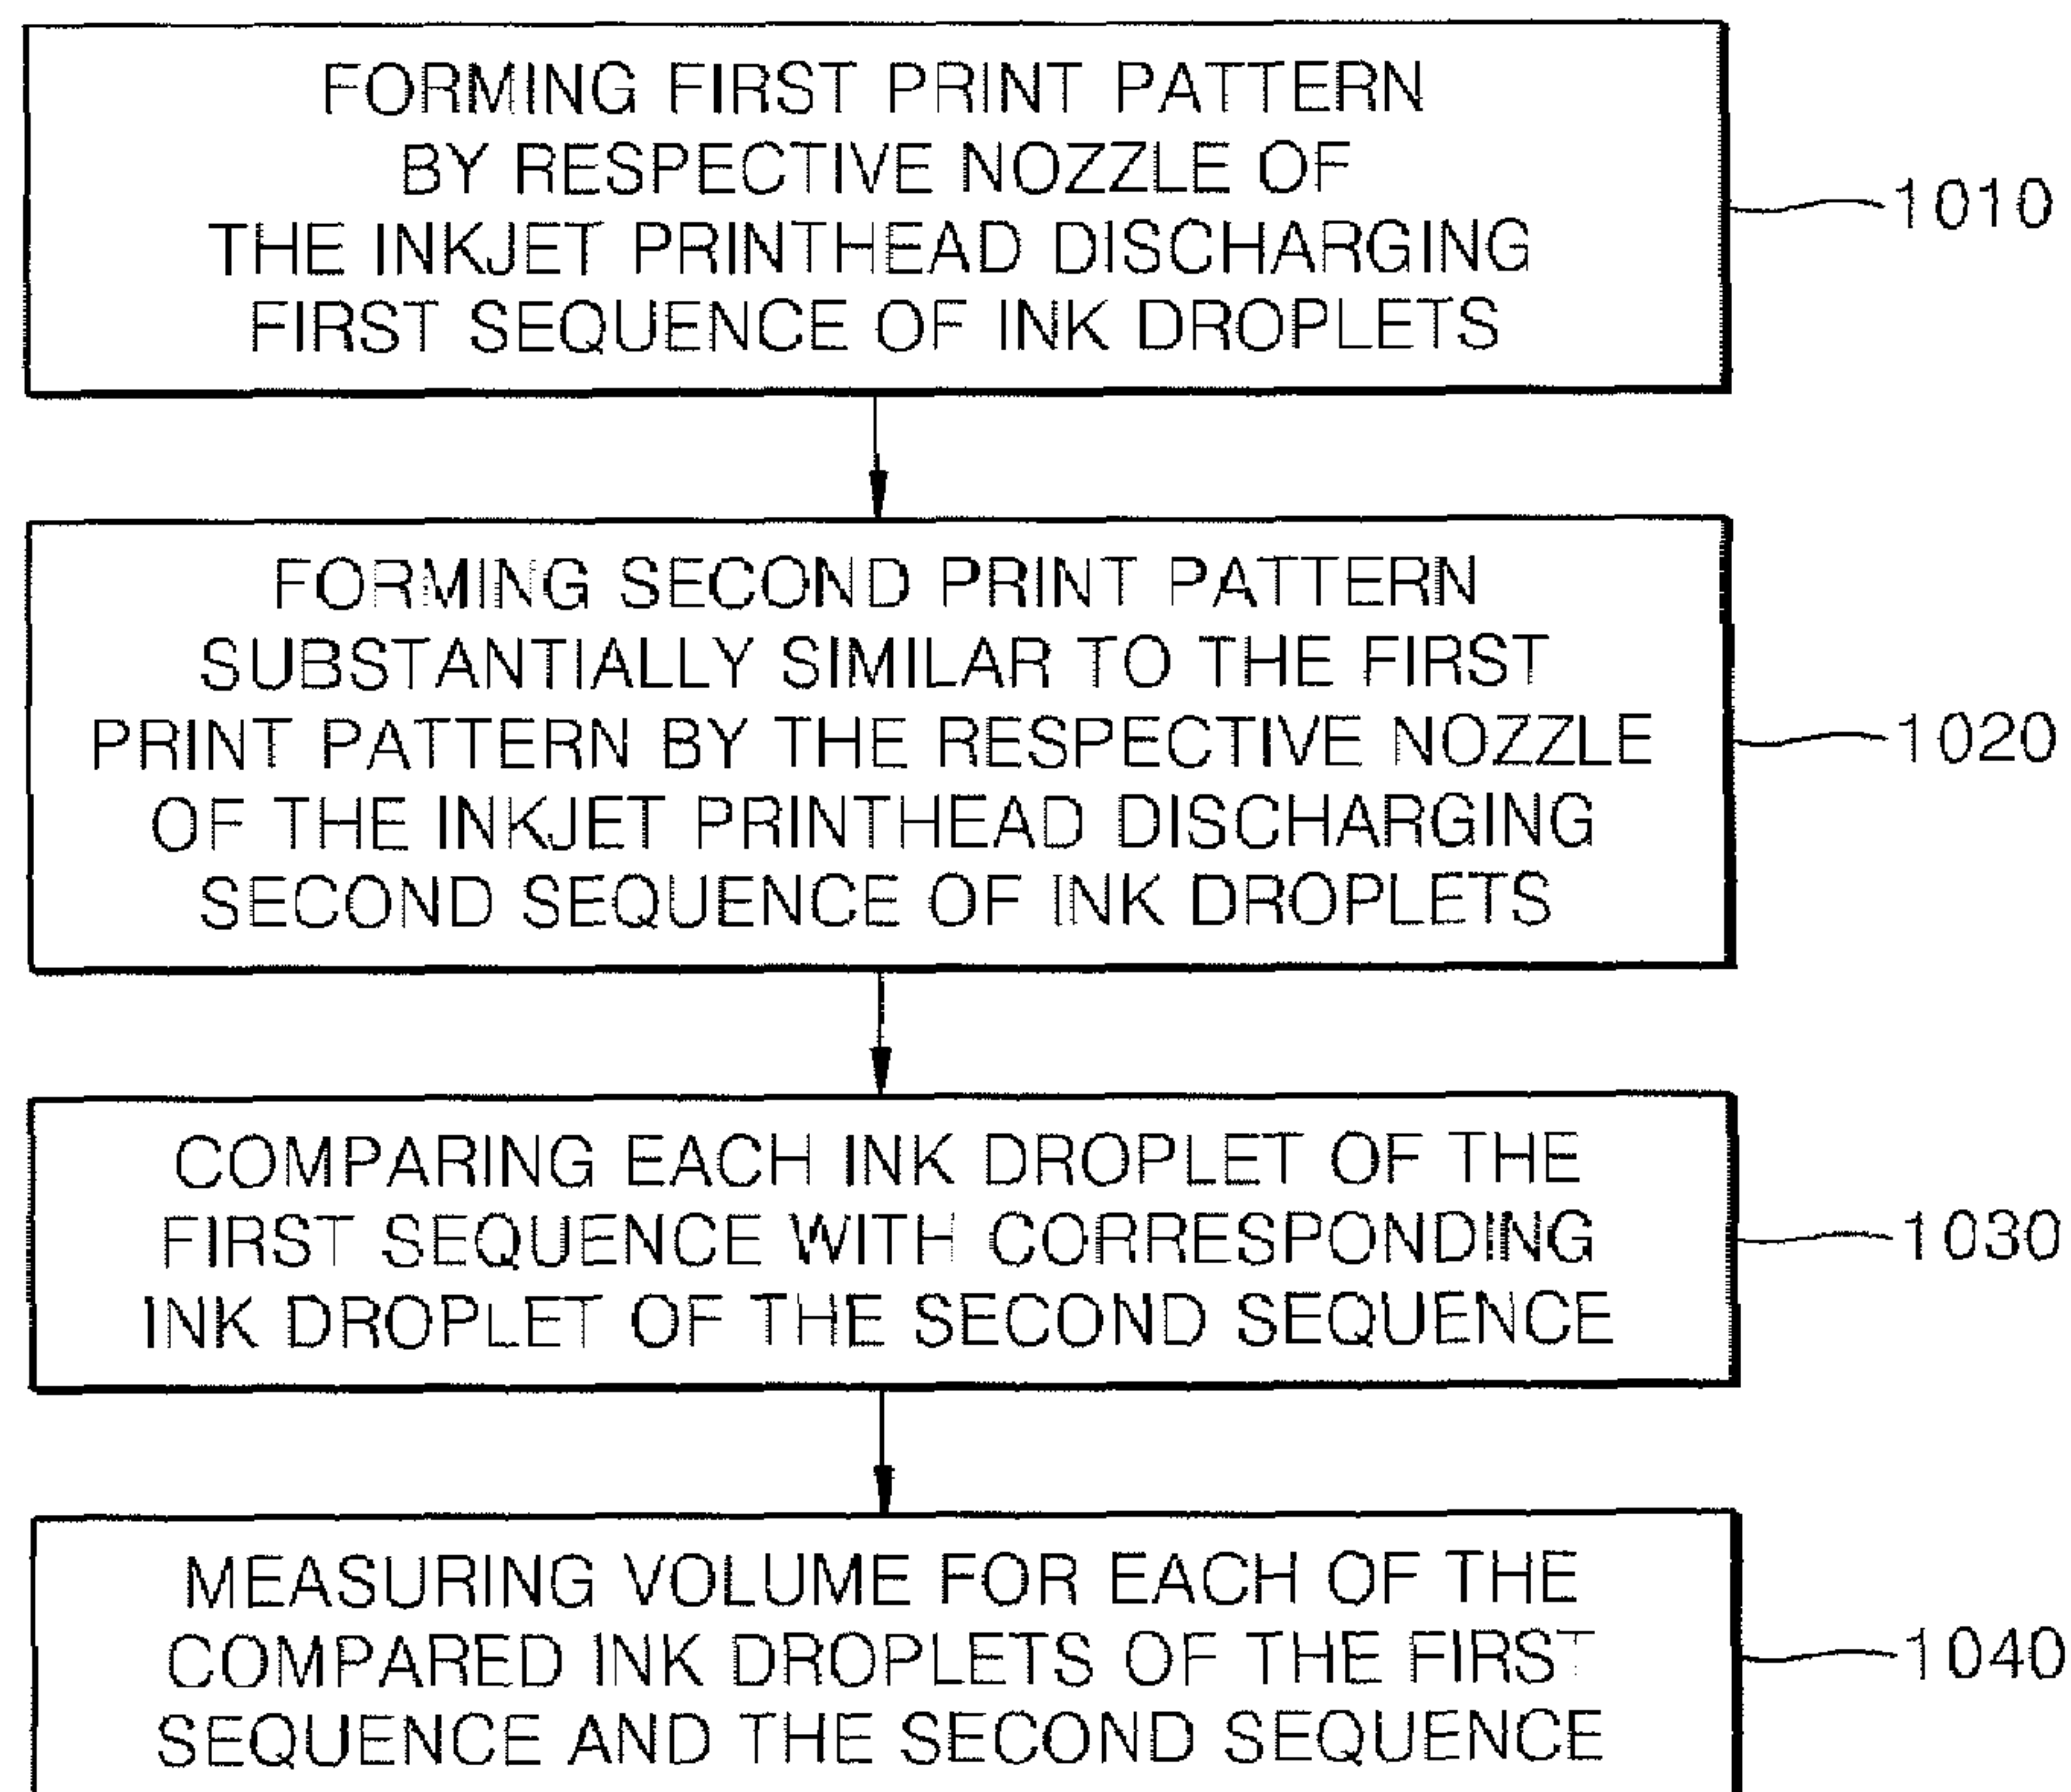 FORMING FIRST PRINT PATTERN
BY RESPECTIVE NOZZLE OF
THE INKJET PRINTHEAD DISCHARGING
FIRST SEQUENCE OF INK DROPLETS
1010
FORMING SECOND PRINT PATTERN
SUBSTANTIALLY SIMILAR TO THE FIRST
PRINT PATTERN BY THE RESPECTIVE NOZZLE
OF THE INKJET PRINTHEAD DISCHARGING
SECOND SEQUENCE OF INK DROPLETS
1020
COMPARING EACH INK DROPLET OF THE
FIRST SEQUENCE WITH CORRESPONDING
INK DROPLET OF THE SECOND SEQUENCE
1030
MEASURING VOLUME FOR EACH OF THE
COMPARED INK DROPLETS OF THE FIRST
SEQUENCE AND THE SECOND SEQUENCE
1040